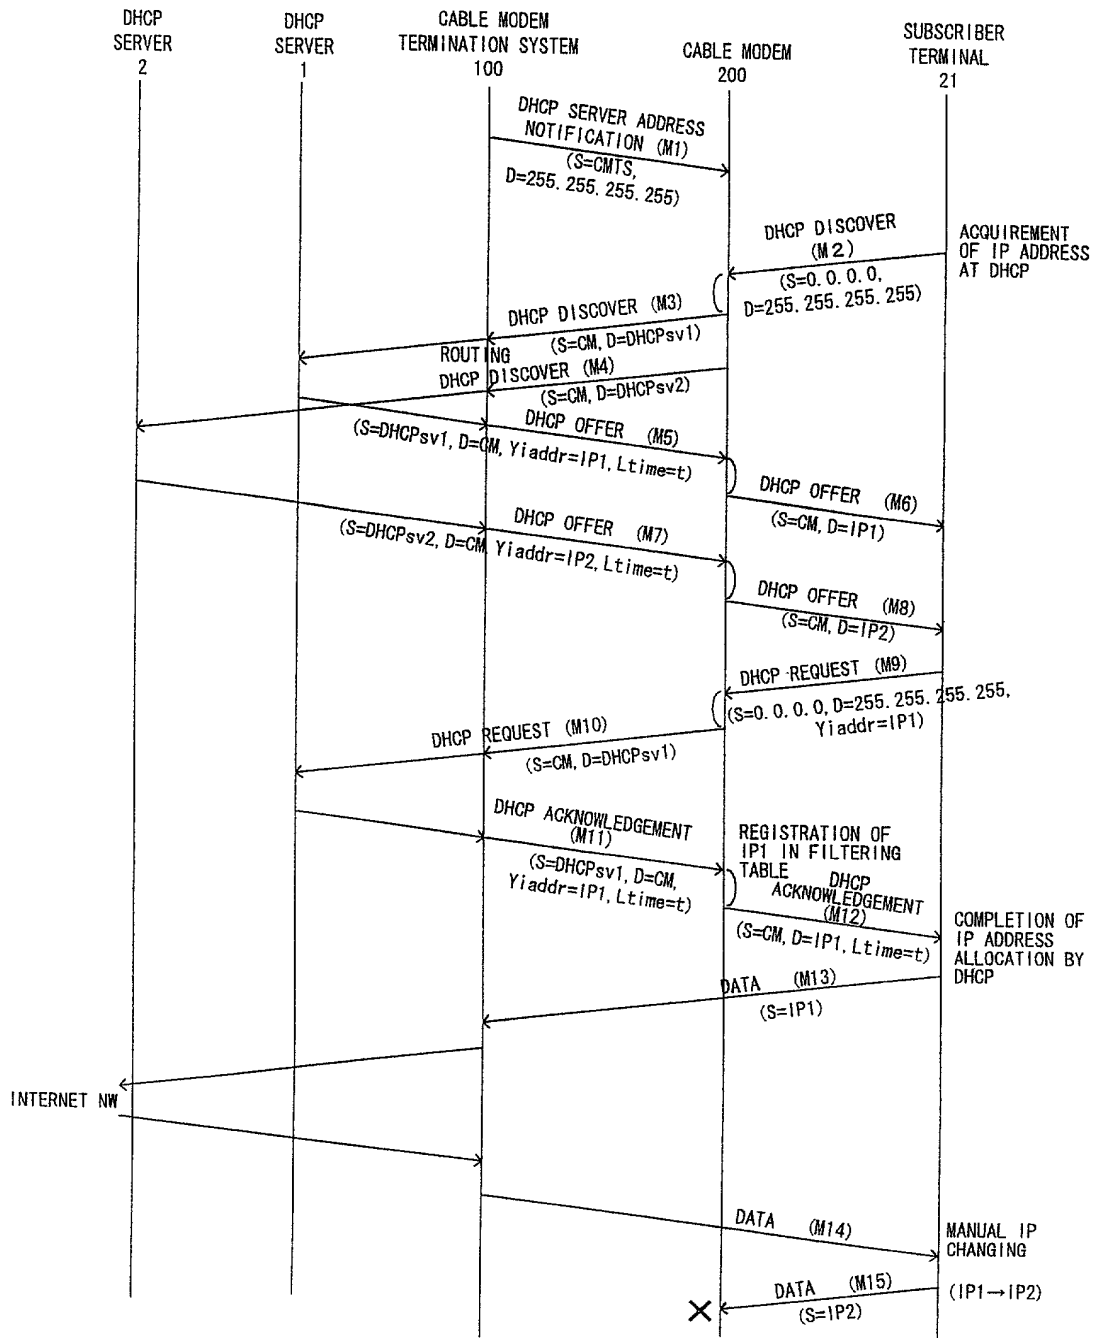 DHCP
SERVER
2
DHCP
SERVER
1
CABLE MODEM
TERMINATION SYSTEM
100
CABLE MODEM
200
SUBSCRIBER
TERMINAL
21
DHCP SERVER ADDRESS
NOTIFICATION (M1)
(S=CMTS,
D=255.255.255.255)
DHCP DISCOVER
(M2)
(S=0.0.0.0,
D=255.255.255.255)
ACQUIREMENT
OF IP ADDRESS
AT DHCP
DHCP DISCOVER (M3)
(S=CM, D=DHCPsv1)
ROUTING
DHCP DISCOVER (M4)
(S=CM, D=DHCPsv2)
DHCP OFFER (M5)
(S=DHCPsv1, D=CM, Yiaddr=IP1, Ltime=t)
DHCP OFFER (M6)
(S=CM, D=IP1)
DHCP OFFER (M7)
(S=DHCPsv2, D=CM, Yiaddr=IP2, Ltime=t)
DHCP OFFER (M8)
(S=CM, D=IP2)
DHCP REQUEST (M9)
(S=0.0.0.0, D=255.255.255.255,
Yiaddr=IP1)
DHCP REQUEST (M10)
(S=CM, D=DHCPsv1)
DHCP ACKNOWLEDGEMENT
(M11)
(S=DHCPsv1, D=CM,
Yiaddr=IP1, Ltime=t)
REGISTRATION OF
IP1 IN FILTERING
TABLE
DHCP
ACKNOWLEDGEMENT
(M12)
(S=CM, D=IP1, Ltime=t)
COMPLETION OF
IP ADDRESS
ALLOCATION BY
DHCP
DATA (M13)
(S=IP1)
INTERNET NW
DATA (M14)
MANUAL IP
CHANGING
DATA (M15)
(S=IP2)
(IP1→IP2)